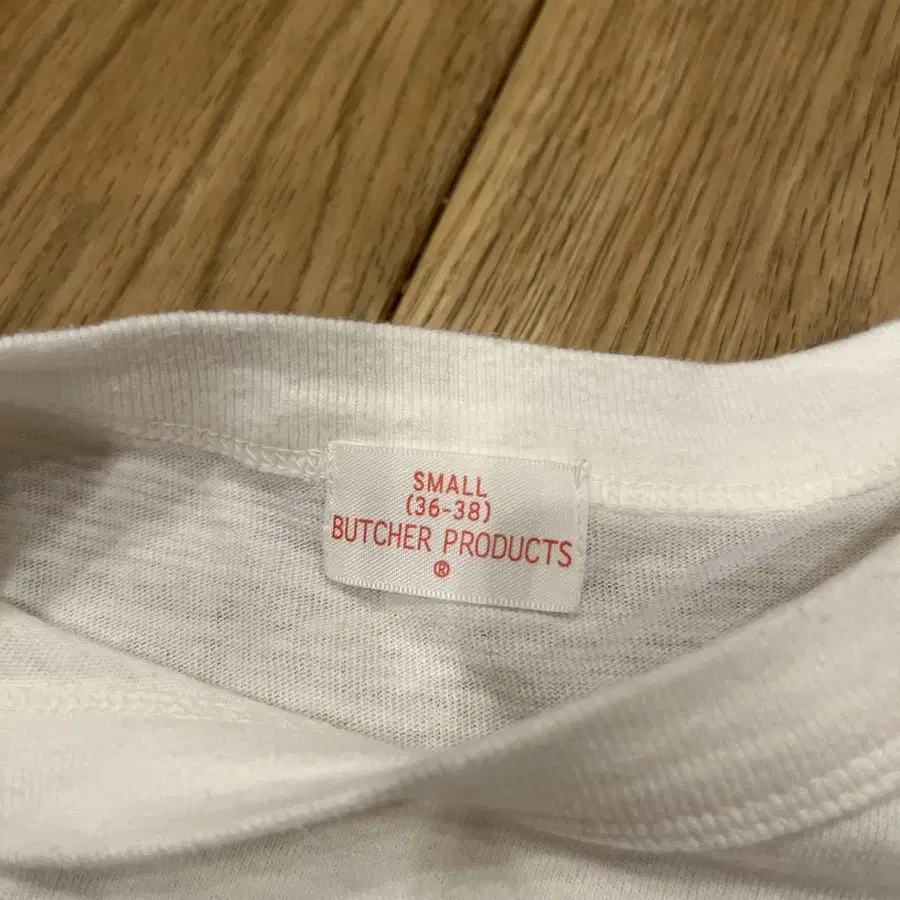 SMALL
(36-38)
BUTCHER PRODUCTS
®